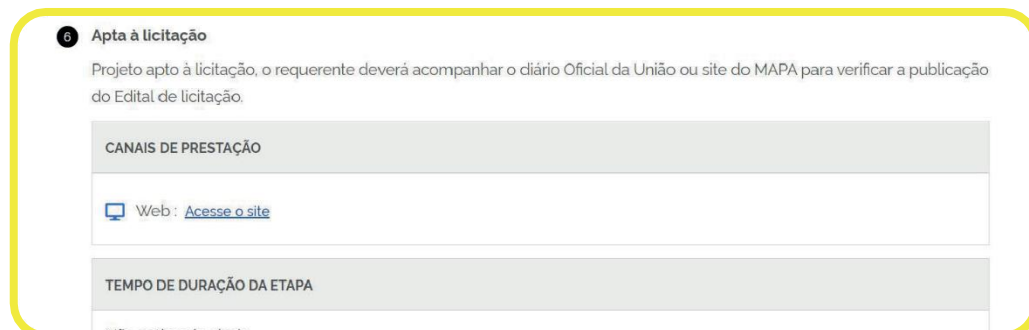 6 Apta à licitação
Projeto apto à licitação, o requerente deverá acompanhar o diário Oficial da União ou site do MAPA para verificar a publicação
do Edital de licitação.
CANAIS DE PRESTAÇÃO
Web : Acesse o site
TEMPO DE DURAÇÃO DA ETAPA